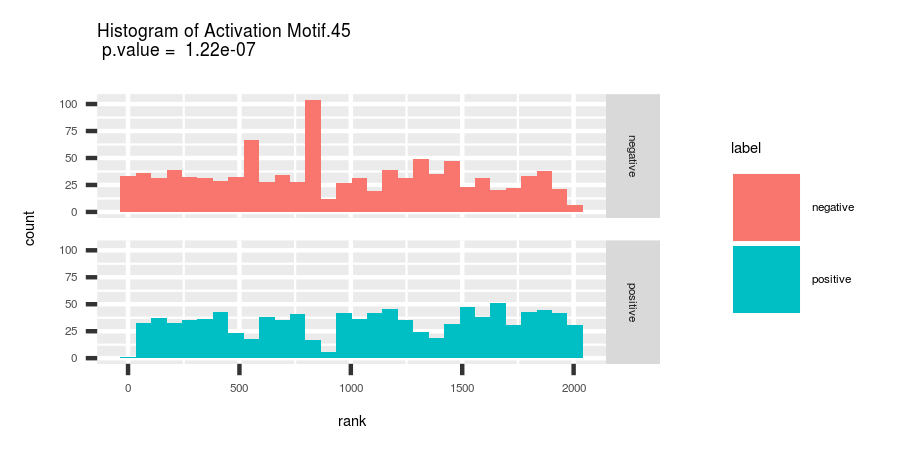 Histogram of Activation Motif.45
p.value = 1.22e-07
count
100
75
50
25
0
negative
100
75
50
25
0
positive
0 500 1000 1500 2000
rank
label
negative
positive